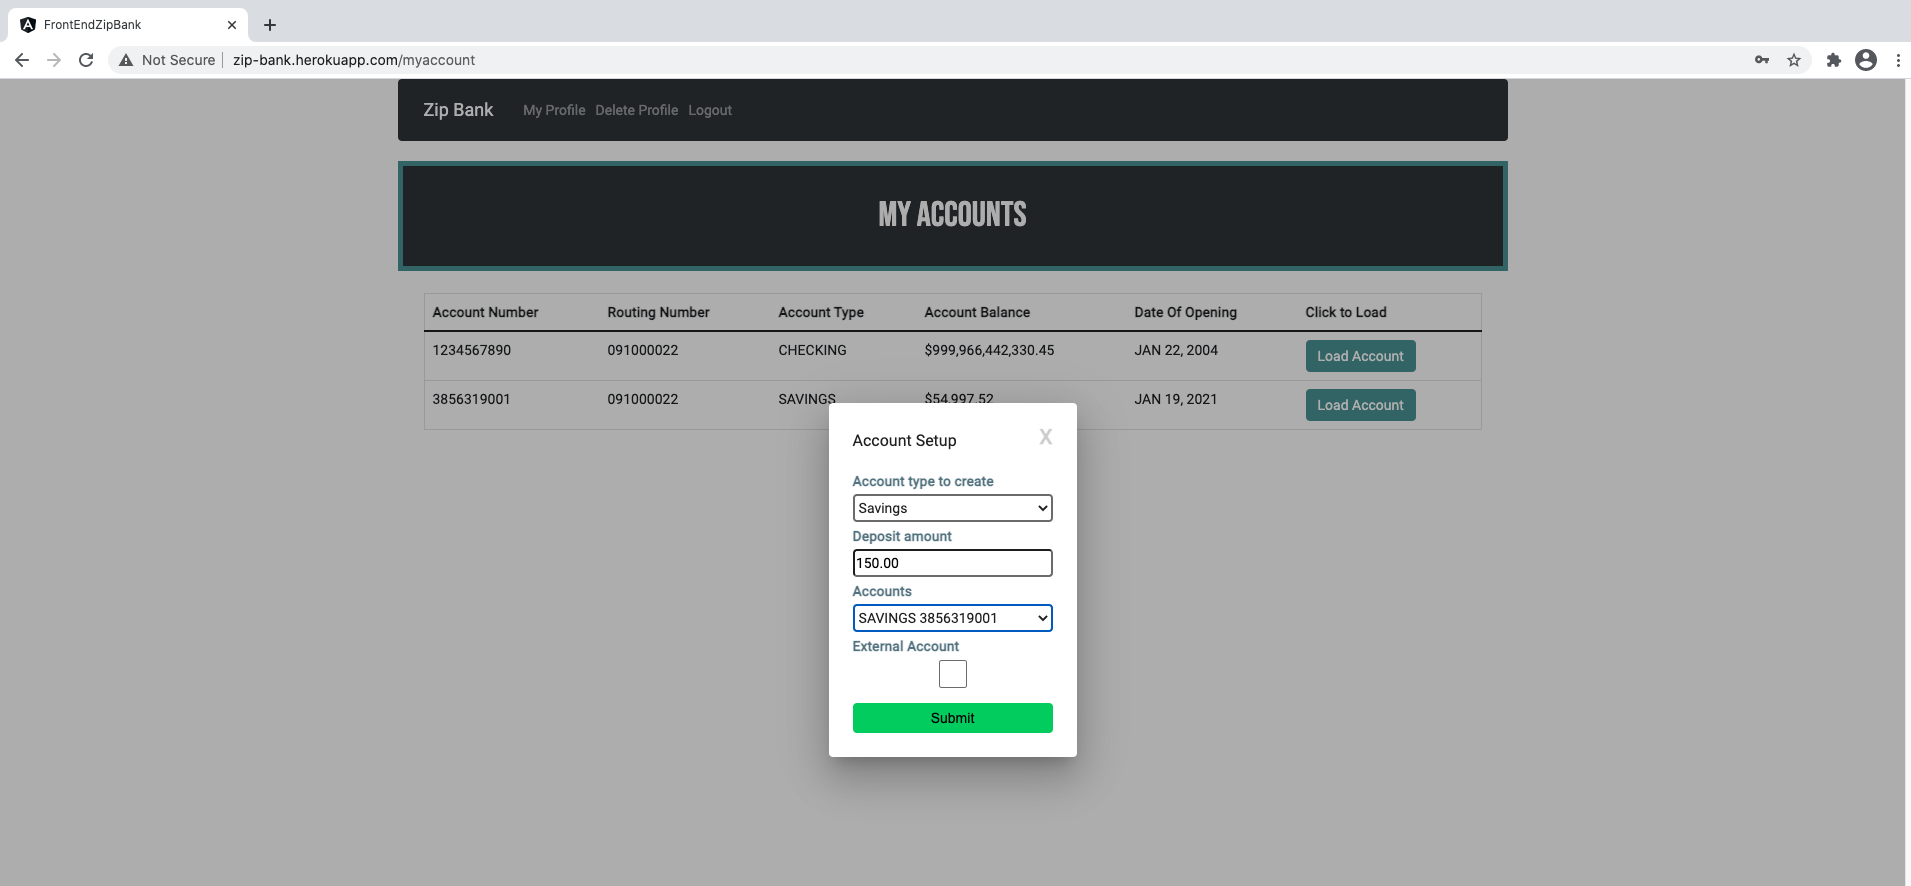 FrontEndZipBank
Not Secure zip-bank.herokuapp.com/myaccount
Zip Bank My Profile Delete Profile Logout
MY ACCOUNTS
Account Number Routing Number Account Type Account Balance Date Of Opening Click to Load
1234567890 091000022 CHECKING $999,966,442,330.45 JAN 22, 2004 Load Account
3856319001 091000022 SAVINGS $54,997.52 JAN 19, 2021 Load Account
Account Setup X
Account type to create
Savings
Deposit amount
150.00
Accounts
SAVINGS 3856319001
External Account
Submit